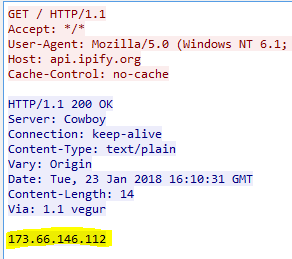 GET / HTTP/1.1
Accept: */*
User-Agent: Mozilla/5.0 (Windows NT 6.1;
Host: api.ipify.org
Cache-Control: no-cache
HTTP/1.1 200 OK
Server: Cowboy
Connection: keep-alive
Content-Type: text/plain
Vary: Origin
Date: Tue, 23 Jan 2018 16:10:31 GMT
Content-Length: 14
Via: 1.1 vegur
173.66.146.112